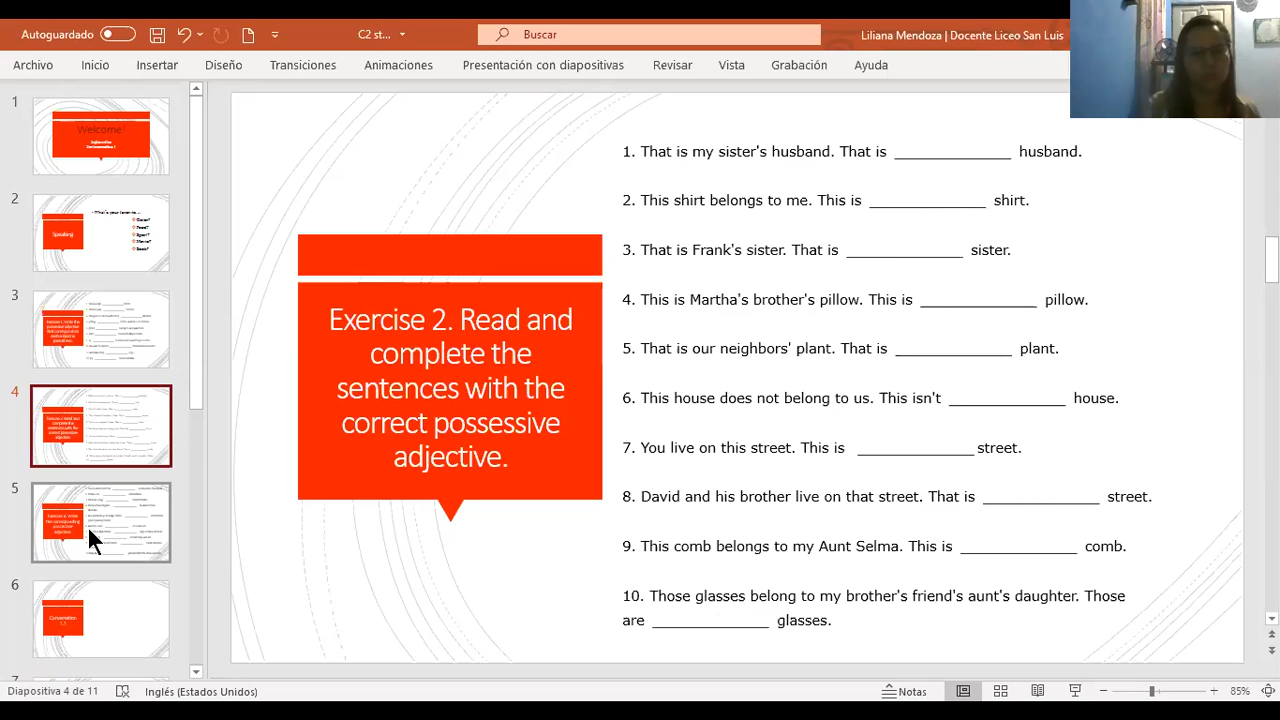 Autoguardado
C2 st...
Buscar
Liliana Mendoza | Docente Liceo San Luis
Archivo Inicio Insertar Diseño Transiciones Animaciones Presentación con diapositivas Revisar Vista Grabación Ayuda
1
Welcome!
2
Speaking
3
4
5
6
Conversation
1.1
Exercise 2. Read and
complete the
sentences with the
correct possessive
adjective.
1. That is my sister's husband. That is ______________ husband.
2. This shirt belongs to me. This is ______________ shirt.
3. That is Frank's sister. That is ______________ sister.
4. This is Martha's brother's pillow. This is ______________ pillow.
5. That is our neighbors' plant. That is ______________ plant.
6. This house does not belong to us. This isn't ______________ house.
7. You live on this street. This is ______________ street.
8. David and his brother live on that street. That is ______________ street.
9. This comb belongs to my Aunt Selma. This is ______________ comb.
10. Those glasses belong to my brother's friend's aunt's daughter. Those
are ______________ glasses.
Diapositiva 4 de 11 Inglés (Estados Unidos) Notas 85%